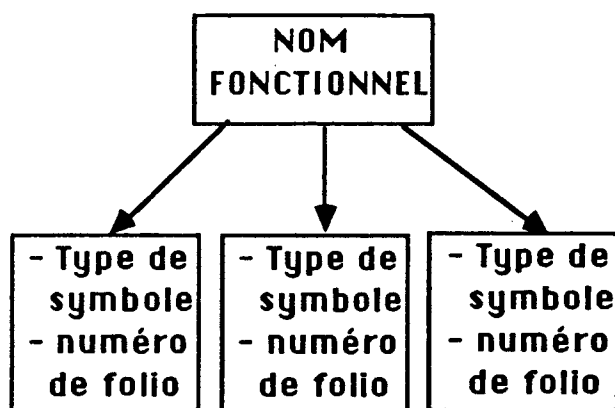 NOM
FONCTIONNEL
- Type de
symbole
- numéro
de folio
- Type de
symbole
- numéro
de folio
- Type de
symbole
- numéro
de folio